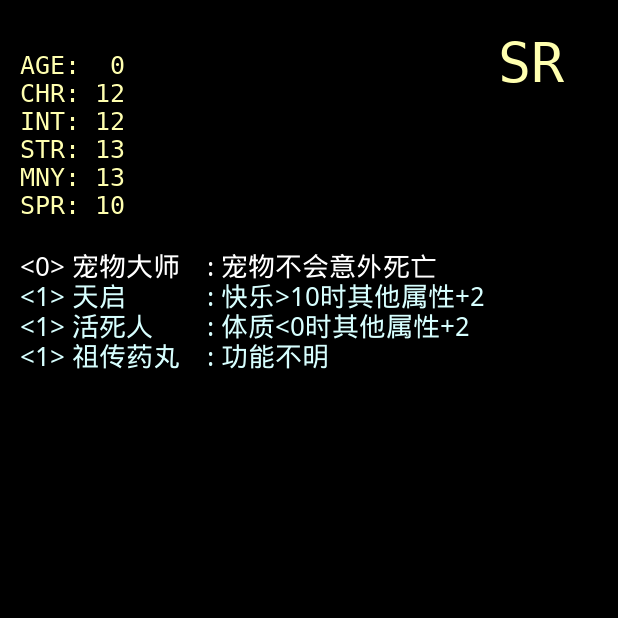 SR
AGE:  0
CHR: 12
INT: 12
STR: 13
MNY: 13
SPR: 10
<0> 宠物大师 : 宠物不会意外死亡
<1> 天启 : 快乐>10时其他属性+2
<1> 活死人 : 体质<0时其他属性+2
<1> 祖传药丸 : 功能不明